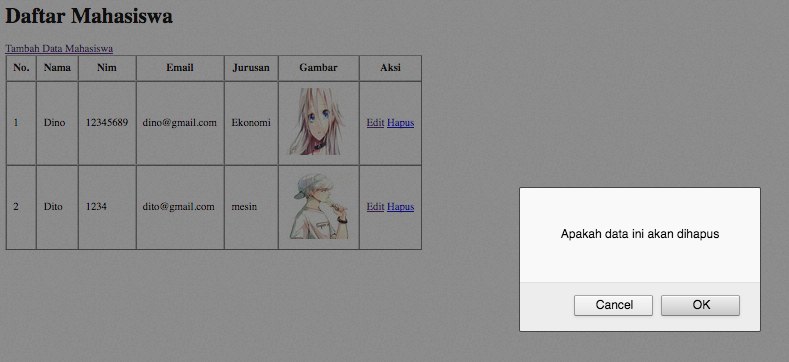 Daftar Mahasiswa
Tambah Data Mahasiswa
No. Nama Nim Email Jurusan Gambar Aksi
1 Dino 12345689 dino@gmail.com Ekonomi Edit Hapus
2 Dito 1234 dito@gmail.com mesin Edit Hapus
Apakah data ini akan dihapus
Cancel OK